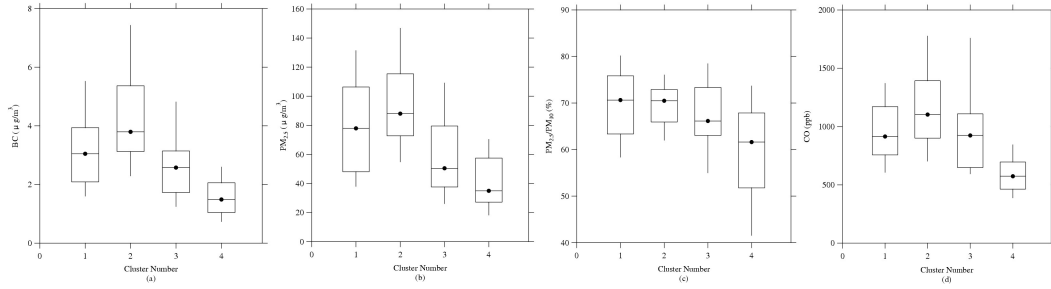 8
6
4
2
0
BC (μ g/m3)
0 1 2 3 4
Cluster Number
(a)
160
140
120
100
80
60
40
20
0
PM2.5 ( μ g/m3)
0 1 2 3 4
Cluster Number
(b)
90
80
70
60
50
40
PM2.5/PM10 (%)
0 1 2 3 4
Cluster Number
(c)
2000
1500
1000
500
0
CO (ppb)
0 1 2 3 4
Cluster Number
(d)